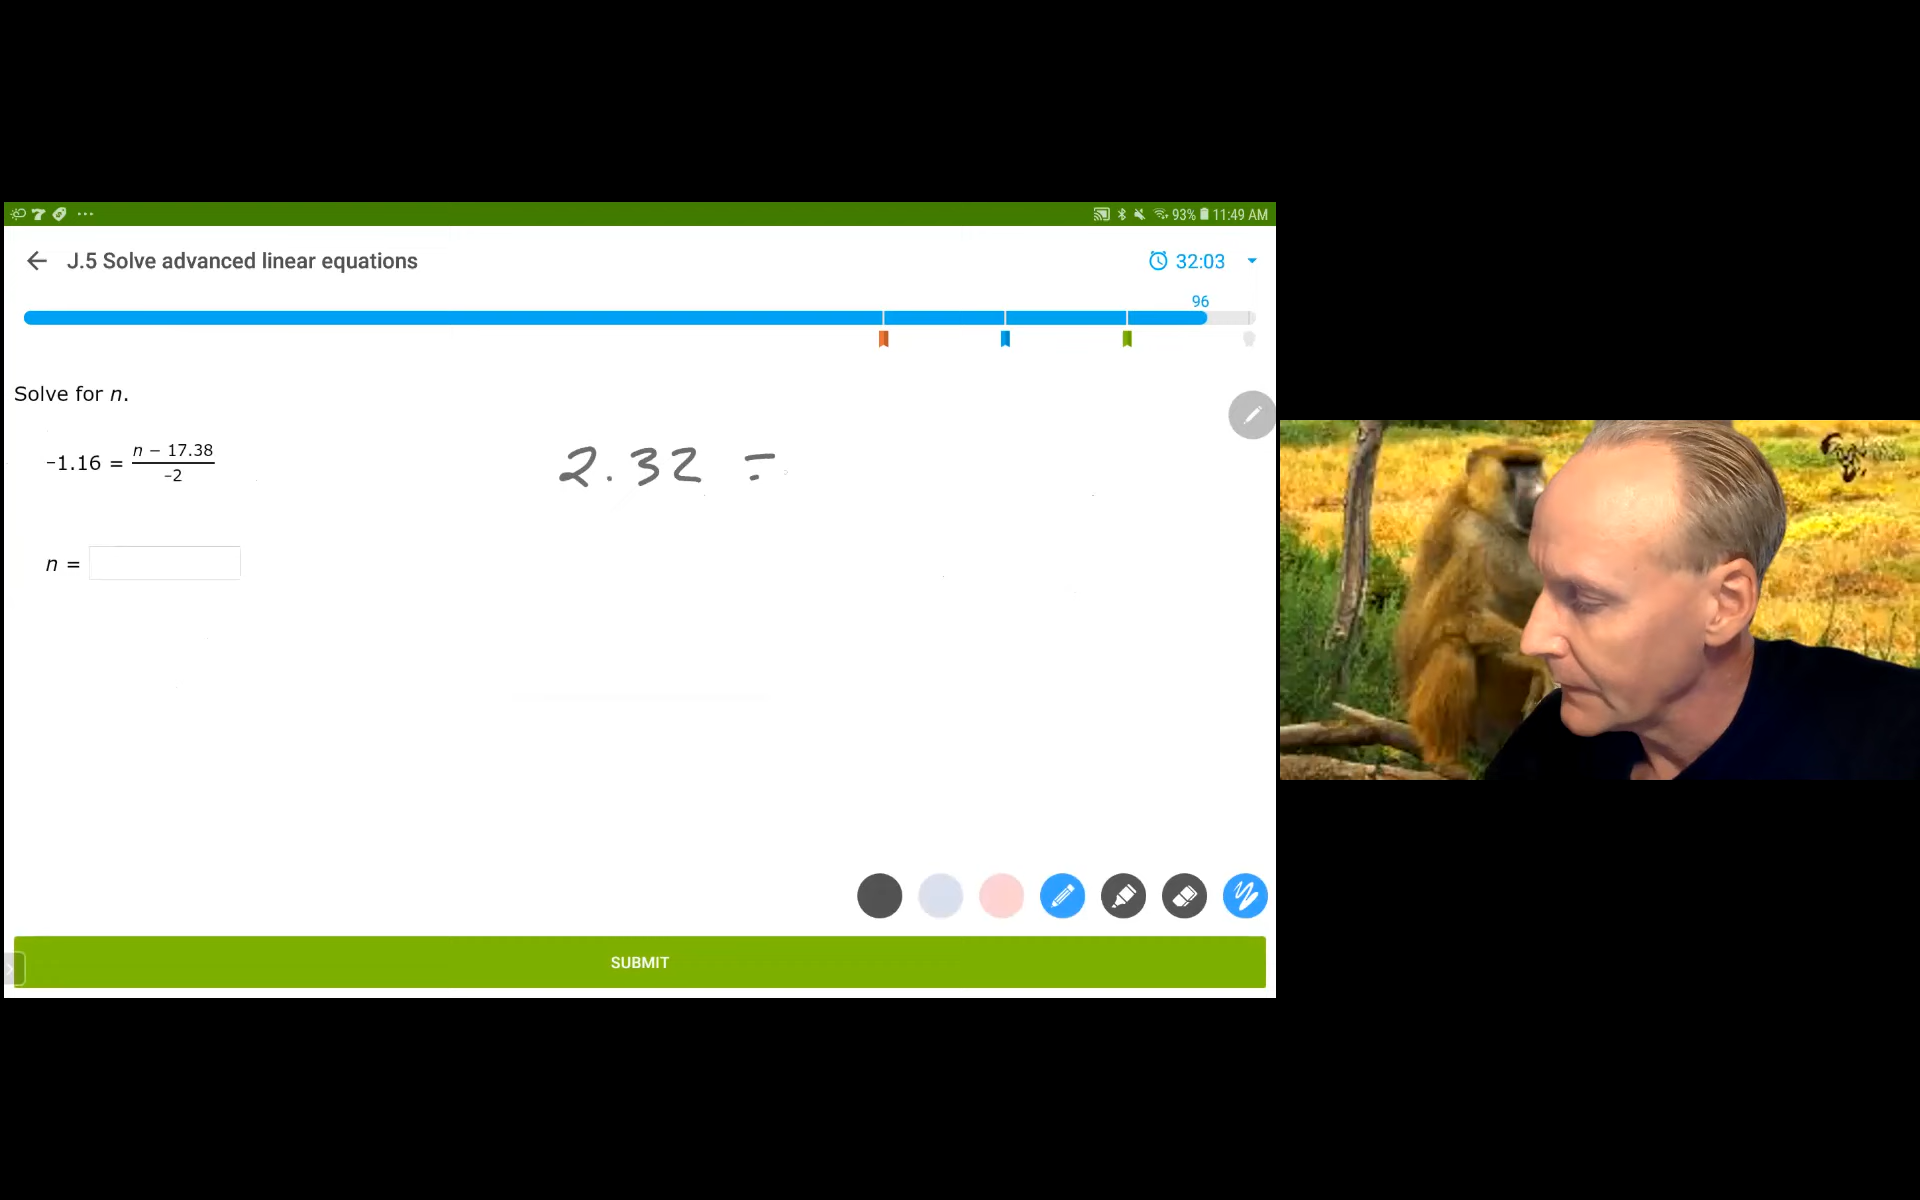 93% 11:49 AM
J.5 Solve advanced linear equations
32:03
96
Solve for n.
-1.16 = n − 17.38 / -2
2.32 =
n =
SUBMIT